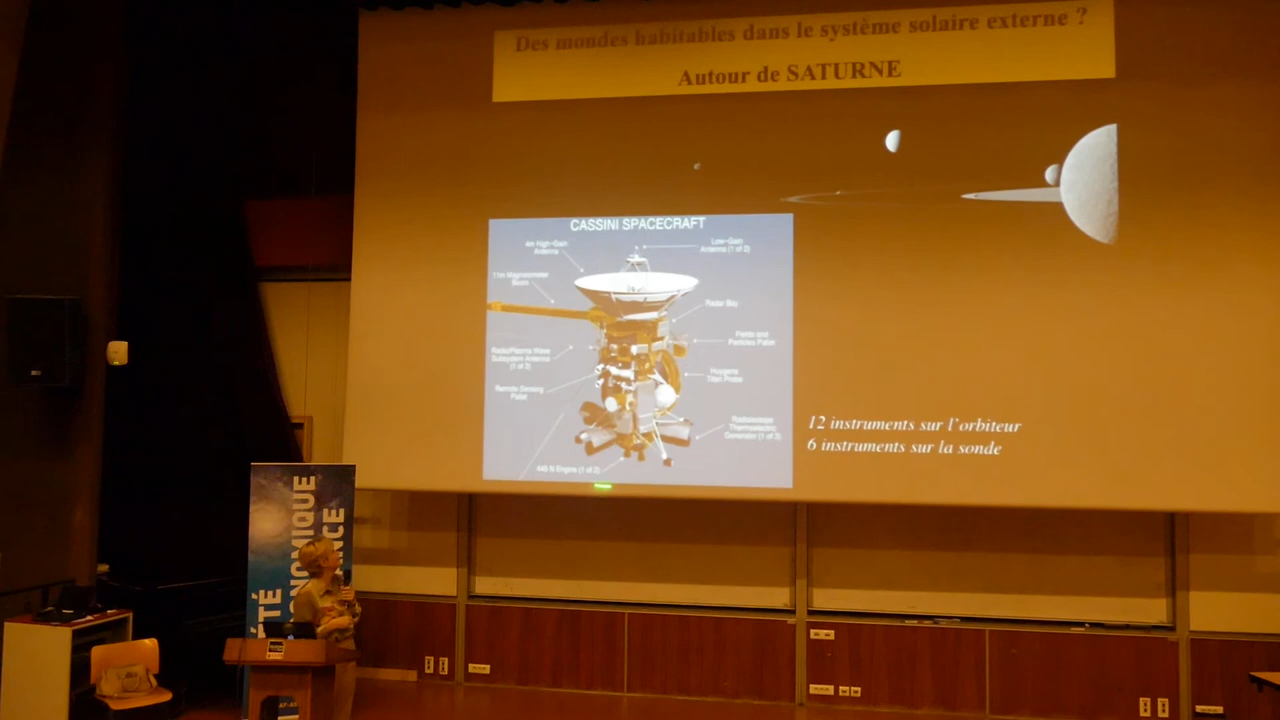 Des mondes habitables dans le système solaire externe ?
Autour de SATURNE
CASSINI SPACECRAFT
4m High-Gain
Antenna
Low-Gain
Antenna (1 of 2)
11m Magnetometer
Boom
Radar Bay
Fields and
Particles Pallet
Radio/Plasma Wave
Subsystem Antenna
(1 of 3)
Huygens
Titan Probe
Remote Sensing
Pallet
Radioisotope
Thermoelectric
Generator (1 of 3)
445 N Engine (1 of 2)
12 instruments sur l'orbiteur
6 instruments sur la sonde
ONOMIQUE
ÉTÉ
NCE